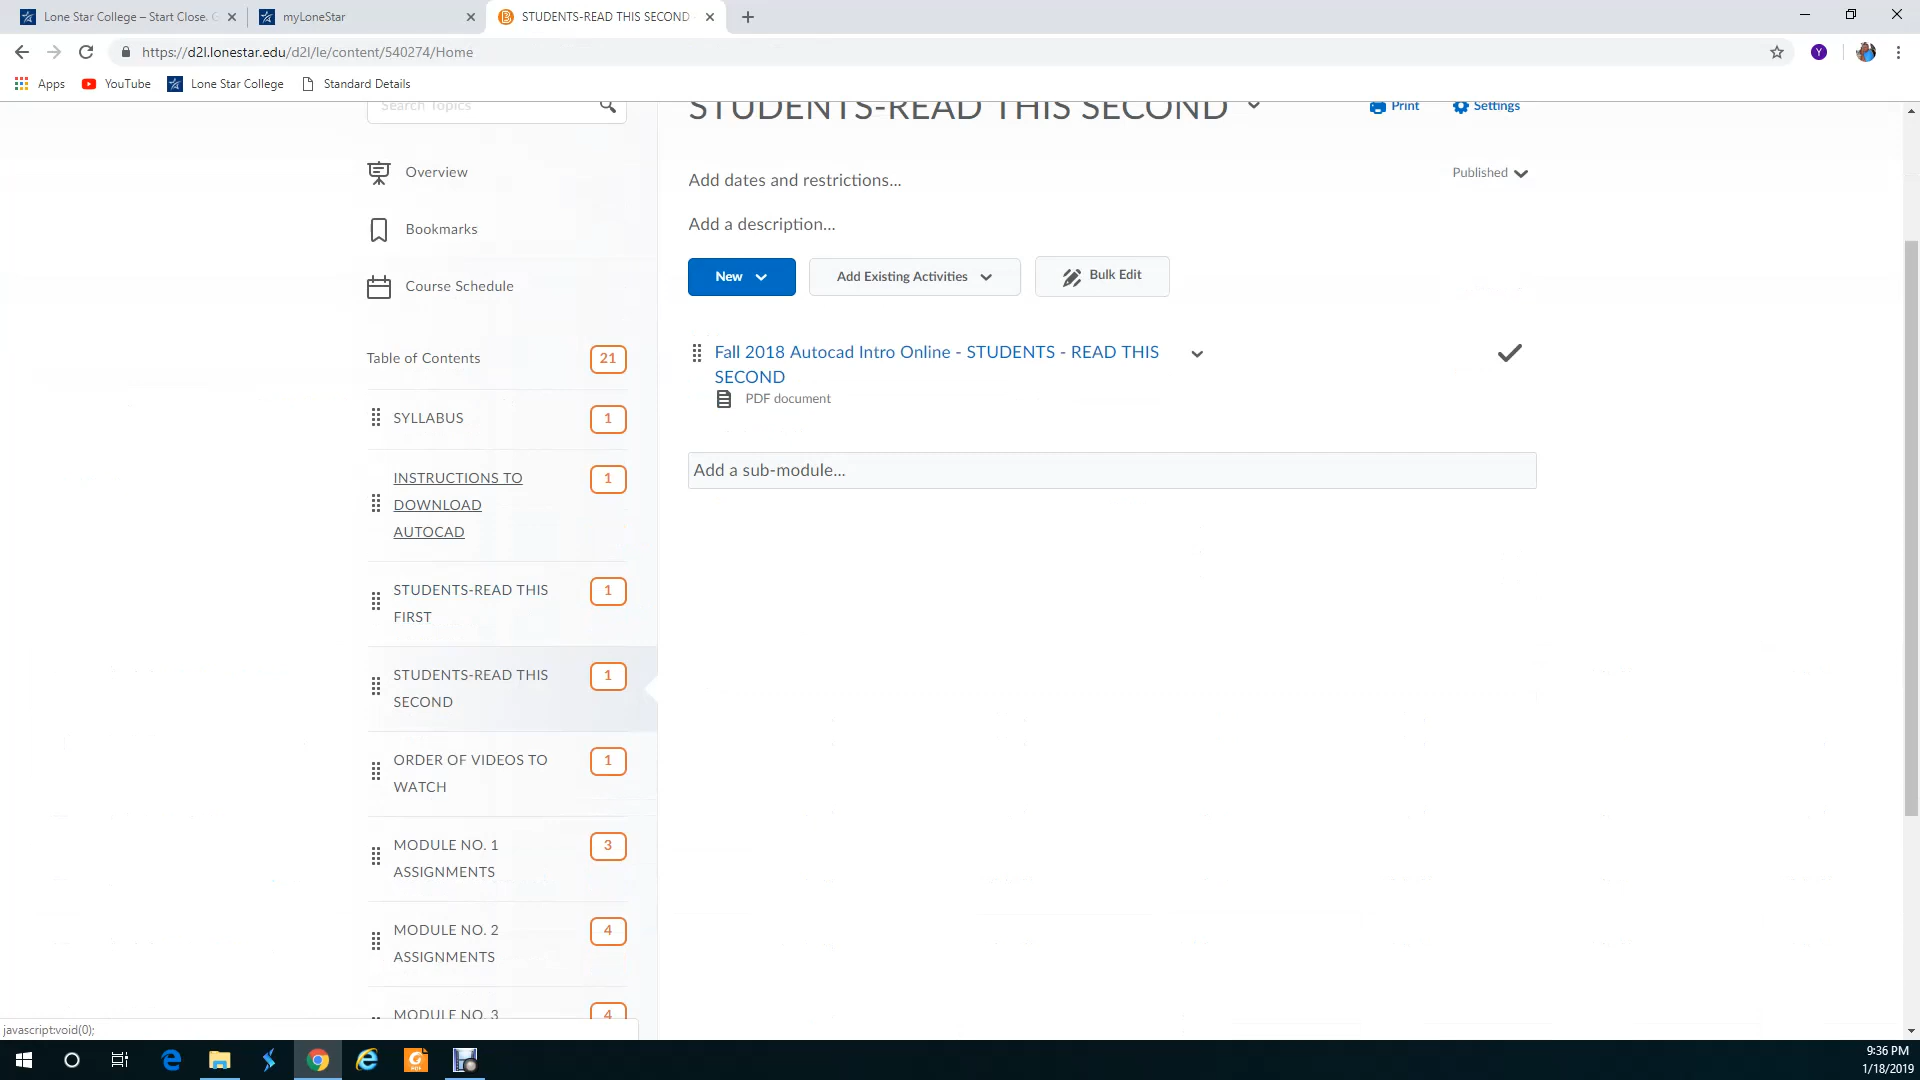 Lone Star College – Start Close. G
myLoneStar
STUDENTS-READ THIS SECOND
https://d2l.lonestar.edu/d2l/le/content/540274/Home
Y
Apps
YouTube
Lone Star College
Standard Details
Search Topics
STUDENTS-READ THIS SECOND
Print
Settings
Overview
Bookmarks
Course Schedule
Table of Contents 21
SYLLABUS 1
INSTRUCTIONS TO 1
DOWNLOAD
AUTOCAD
STUDENTS-READ THIS 1
FIRST
STUDENTS-READ THIS 1
SECOND
ORDER OF VIDEOS TO 1
WATCH
MODULE NO. 1 3
ASSIGNMENTS
MODULE NO. 2 4
ASSIGNMENTS
MODULE NO. 3 4
Add dates and restrictions...
Published
Add a description...
New
Add Existing Activities
Bulk Edit
Fall 2018 Autocad Intro Online - STUDENTS - READ THIS
SECOND
PDF document
Add a sub-module...
javascript:void(0);
9:36 PM
1/18/2019